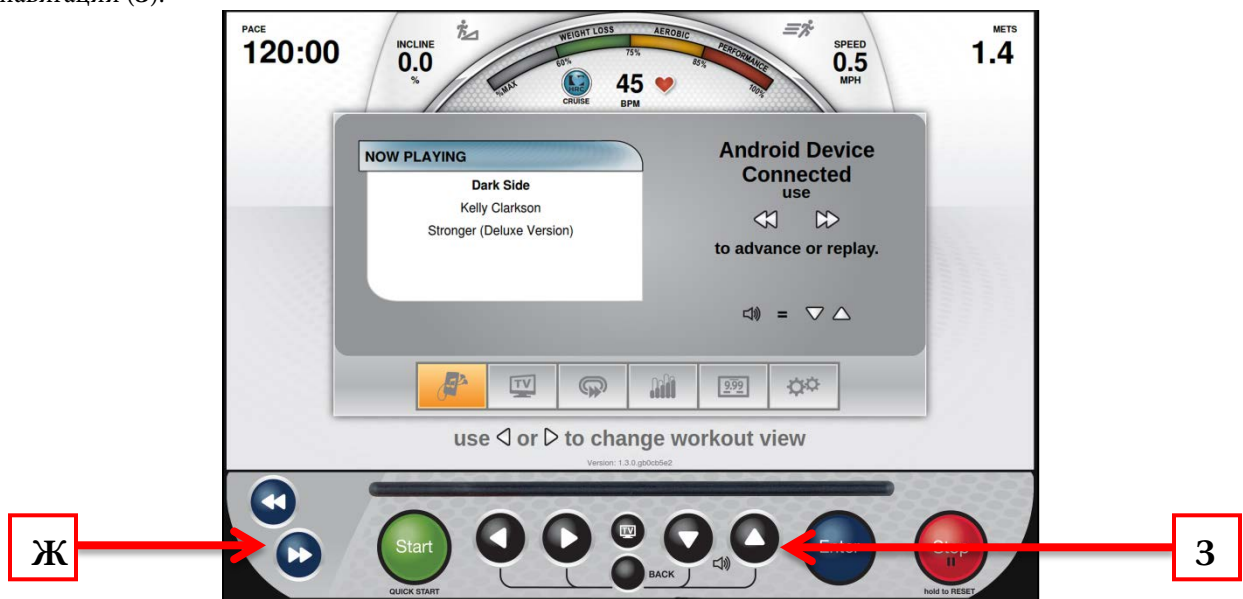 навигации (З).
PACE
120:00
INCLINE
0.0
%
%MAX
60%
WEIGHT LOSS
75%
AEROBIC
85%
PERFORMANCE
100%
HRC
CRUISE
45
BPM
SPEED
0.5
MPH
METS
1.4
NOW PLAYING
Dark Side
Kelly Clarkson
Stronger (Deluxe Version)
Android Device
Connected
use
to advance or replay.
=
TV
9.99
use ◁ or ▷ to change workout view
Version: 1.3.0.gb0cb5e2
Ж
Start
QUICK START
TV
BACK
Enter
Stop
hold to RESET
З